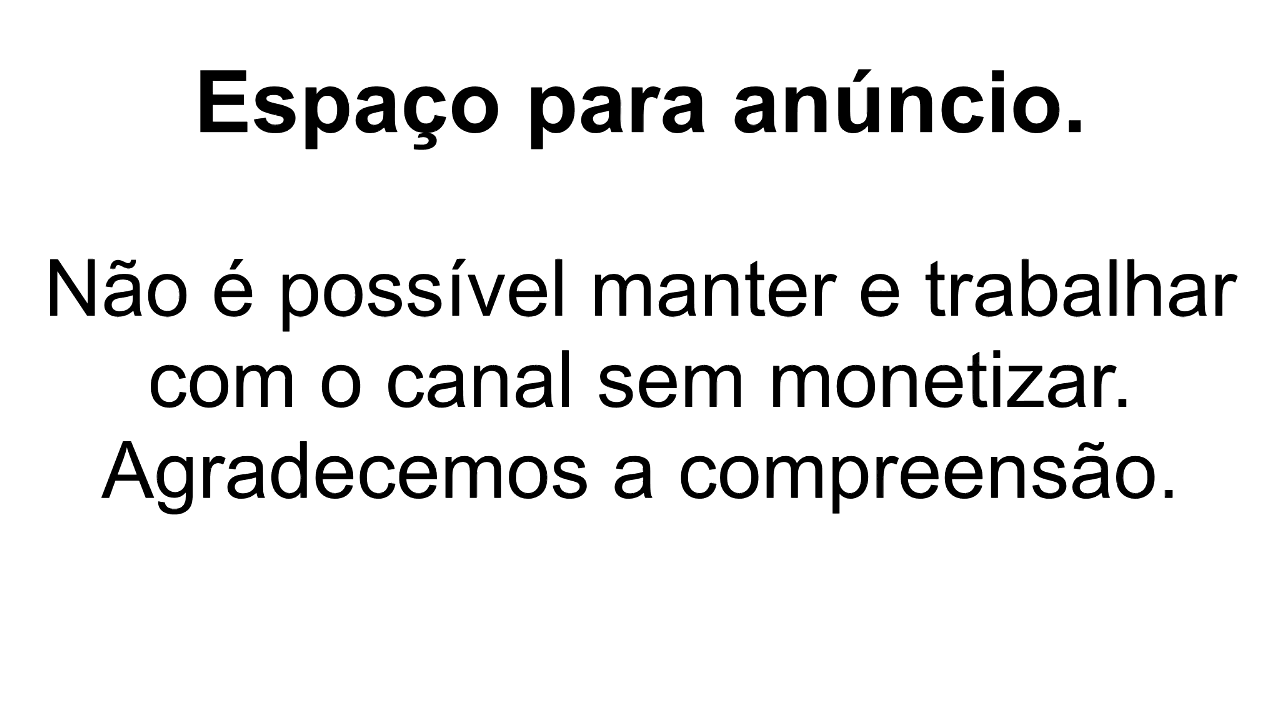 Espaço para anúncio.
Não é possível manter e trabalhar
com o canal sem monetizar.
Agradecemos a compreensão.